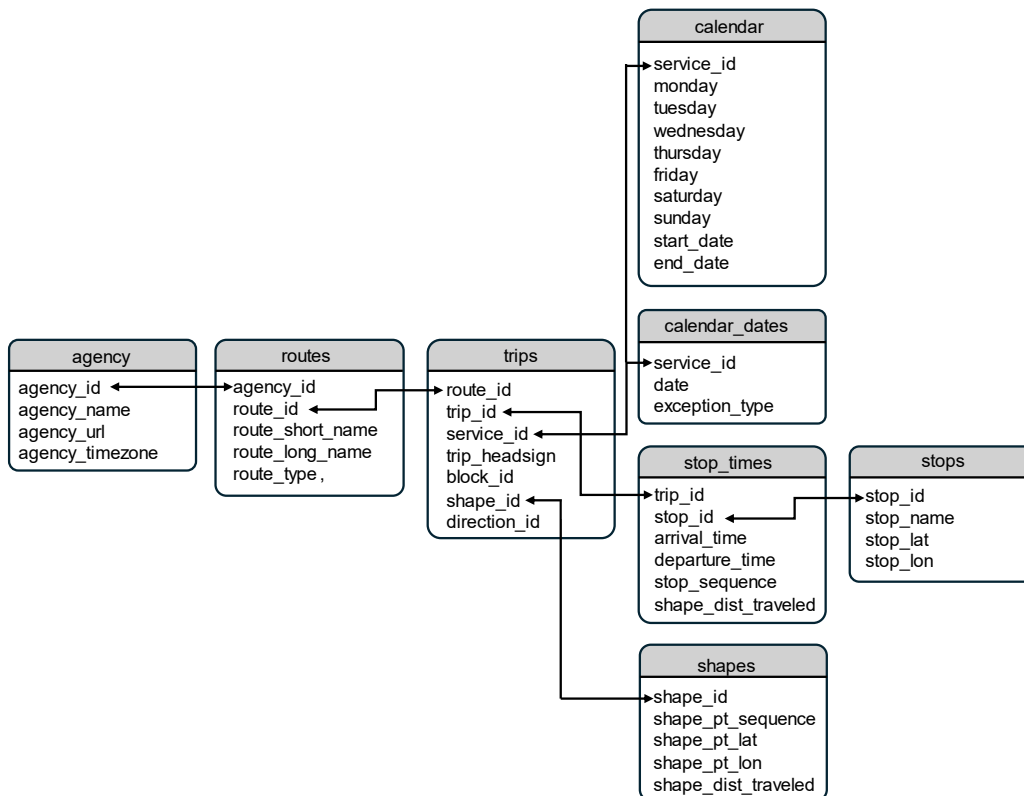 calendar
service_id
monday
tuesday
wednesday
thursday
friday
saturday
sunday
start_date
end_date
calendar_dates
service_id
date
exception_type
agency
agency_id
agency_name
agency_url
agency_timezone
routes
agency_id
route_id
route_short_name
route_long_name
route_type ,
trips
route_id
trip_id
service_id
trip_headsign
block_id
shape_id
direction_id
stop_times
trip_id
stop_id
arrival_time
departure_time
stop_sequence
shape_dist_traveled
stops
stop_id
stop_name
stop_lat
stop_lon
shapes
shape_id
shape_pt_sequence
shape_pt_lat
shape_pt_lon
shape_dist_traveled